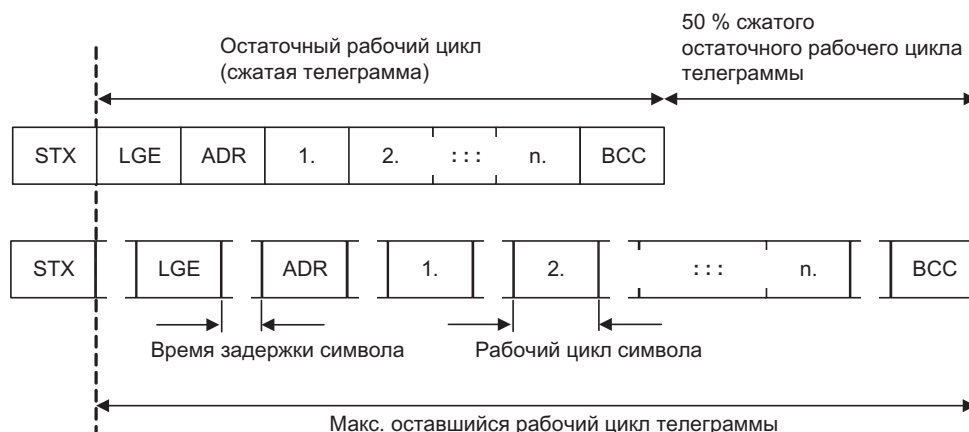 Остаточный рабочий цикл
(сжатая телеграмма)
50 % сжатого
остаточного рабочего цикла
телеграммы
STX LGE ADR 1. 2. ::: n. BCC
STX LGE ADR 1. 2. ::: n. BCC
Время задержки символа Рабочий цикл символа
Макс. оставшийся рабочий цикл телеграммы